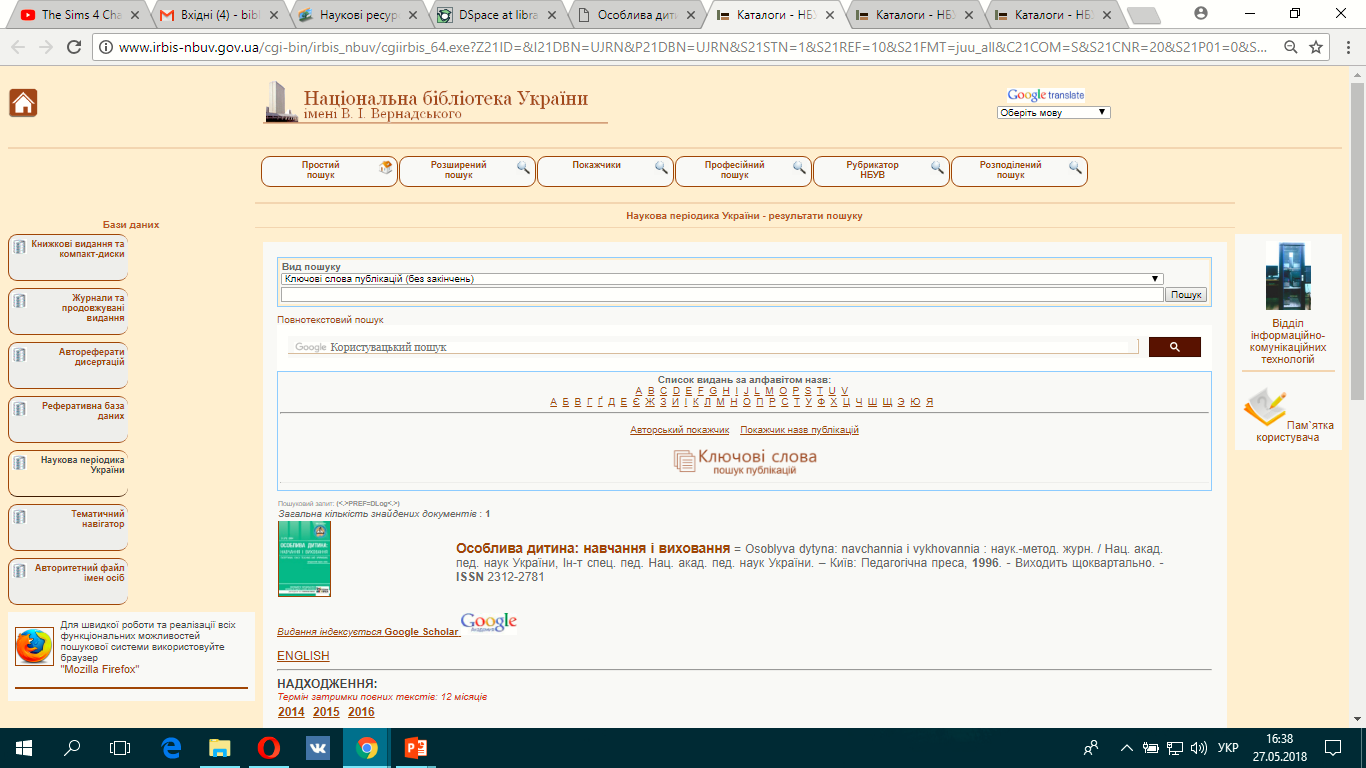 The Sims 4 Cha
Вхідні (4) - bibl
Наукові ресур
DSpace at libra
Особлива дит
Каталоги - НБУ
Каталоги - НБУ
Каталоги - НБУ
www.irbis-nbuv.gov.ua/cgi-bin/irbis_nbuv/cgiirbis_64.exe?Z21ID=&I21DBN=UJRN&P21DBN=UJRN&S21STN=1&S21REF=10&S21FMT=juu_all&C21COM=S&S21CNR=20&S21P01=0&S...
Національна бібліотека України
імені В. І. Вернадського
Google translate
Оберіть мову
Простий
пошук
Розширений
пошук
Покажчики
Професійний
пошук
Рубрикатор
НБУВ
Розподілений
пошук
Наукова періодика України - результати пошуку
Бази даних
Книжкові видання та
компакт-диски
Журнали та
продовжувані
видання
Автореферати
дисертацій
Реферативна база
даних
Наукова періодика
України
Тематичний
навігатор
Авторитетний файл
імен осіб
Для швидкої роботи та реалізації всіх
функціональних можливостей
пошукової системи використовуйте
браузер
"Mozilla Firefox"
Вид пошуку
Ключові слова публікацій (без закінчень)
Пошук
Повнотекстовий пошук
Google Користувацький пошук
Список видань за алфавітом назв:
A B C D E F G H I J L M O P S T U V
А Б В Г Ґ Д Е Є Ж З И І К Л М Н О П Р С Т У Ф Х Ц Ч Ш Щ Э Ю Я
Авторський покажчик Покажчик назв публікацій
Ключові слова
пошук публікацій
Пошуковий запит: (<.>PREF=DLog<.>)
Загальна кількість знайдених документів : 1
ОСОБЛИВА ДИТИНА:
Особлива дитина: навчання і виховання = Osoblyva dytyna: navchannia i vykhovannia : наук.-метод. журн. / Нац. акад.
пед. наук України, Ін-т спец. пед. Нац. акад. пед. наук України. – Київ: Педагогічна преса, 1996. - Виходить щоквартально. -
ISSN 2312-2781
Видання індексується Google Scholar Google
Академія
ENGLISH
НАДХОДЖЕННЯ:
Термін затримки повних текстів: 12 місяців
2014 2015 2016
Відділ
інформаційно-
комунікаційних
технологій
Пам`ятка
користувача
УКР
16:38
27.05.2018